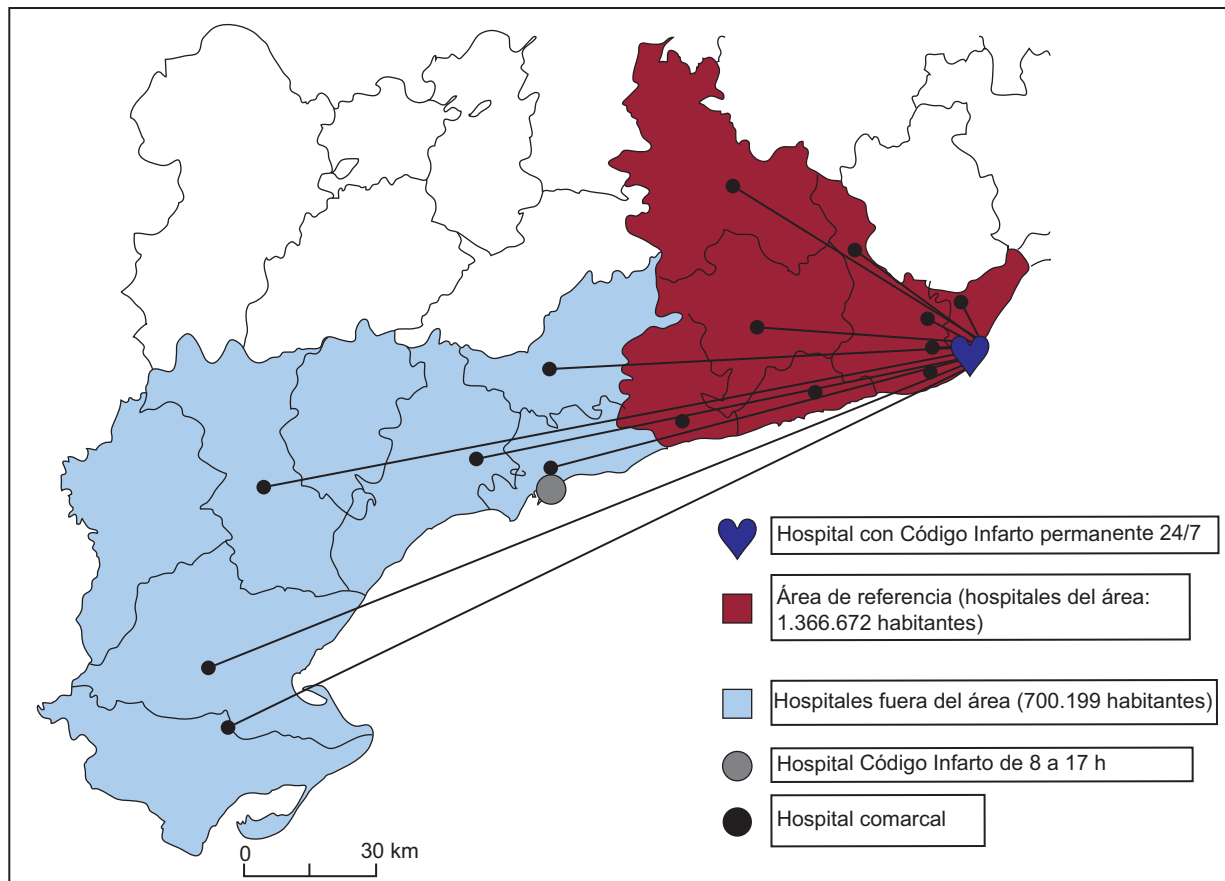 Hospital con Código Infarto permanente 24/7
Área de referencia (hospitales del área:
1.366.672 habitantes)
Hospitales fuera del área (700.199 habitantes)
Hospital Código Infarto de 8 a 17 h
Hospital comarcal
0 30 km